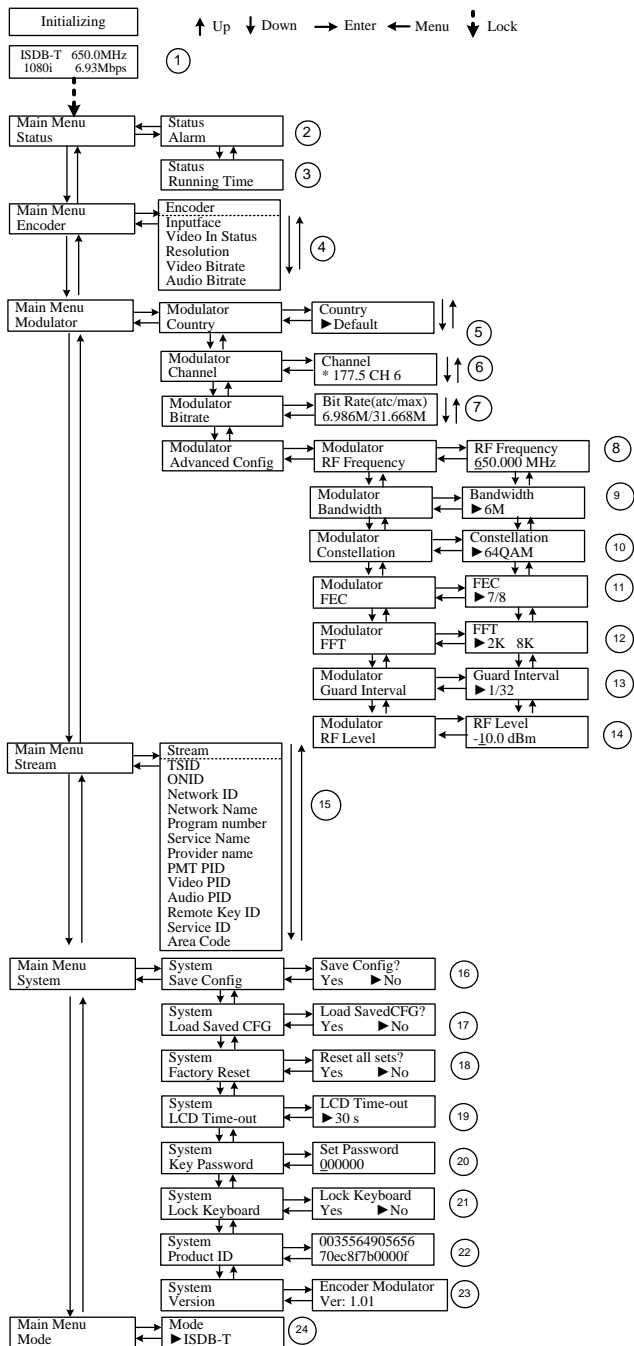 Initializing
Up Down Enter Menu Lock
ISDB-T 650.0MHz
1080i 6.93Mbps
1
Main Menu
Status
Status
Alarm
2
Status
Running Time
3
Main Menu
Encoder
Encoder
Inputface
Video In Status
Resolution
Video Bitrate
Audio Bitrate
4
Main Menu
Modulator
Modulator
Country
Country
►Default
5
Modulator
Channel
Channel
* 177.5 CH 6
6
Modulator
Bitrate
Bit Rate(atc/max)
6.986M/31.668M
7
Modulator
Advanced Config
Modulator
RF Frequency
RF Frequency
650.000 MHz
8
Modulator
Bandwidth
Bandwidth
►6M
9
Modulator
Constellation
Constellation
►64QAM
10
Modulator
FEC
FEC
►7/8
11
Modulator
FFT
FFT
►2K 8K
12
Modulator
Guard Interval
Guard Interval
►1/32
13
Modulator
RF Level
RF Level
-10.0 dBm
14
Main Menu
Stream
Stream
TSID
ONID
Network ID
Network Name
Program number
Service Name
Provider name
PMT PID
Video PID
Audio PID
Remote Key ID
Service ID
Area Code
15
Main Menu
System
System
Save Config
Save Config?
Yes ►No
16
System
Load Saved CFG
Load SavedCFG?
Yes ►No
17
System
Factory Reset
Reset all sets?
Yes ►No
18
System
LCD Time-out
LCD Time-out
►30 s
19
System
Key Password
Set Password
000000
20
System
Lock Keyboard
Lock Keyboard
Yes ►No
21
System
Product ID
0035564905656
70ec8f7b0000f
22
System
Version
Encoder Modulator
Ver: 1.01
23
Main Menu
Mode
Mode
►ISDB-T
24